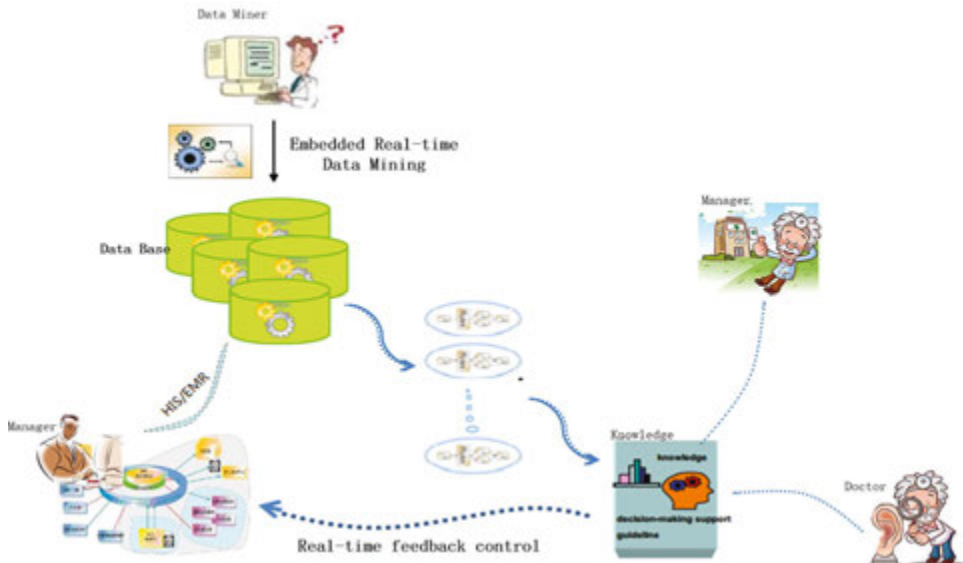 Data Miner
Embedded Real-time
Data Mining
Manager
Data Base
HIS/EMR
Manager
Knowledge
knowledge
decision-making support
guideline
Doctor
Real-time feedback control